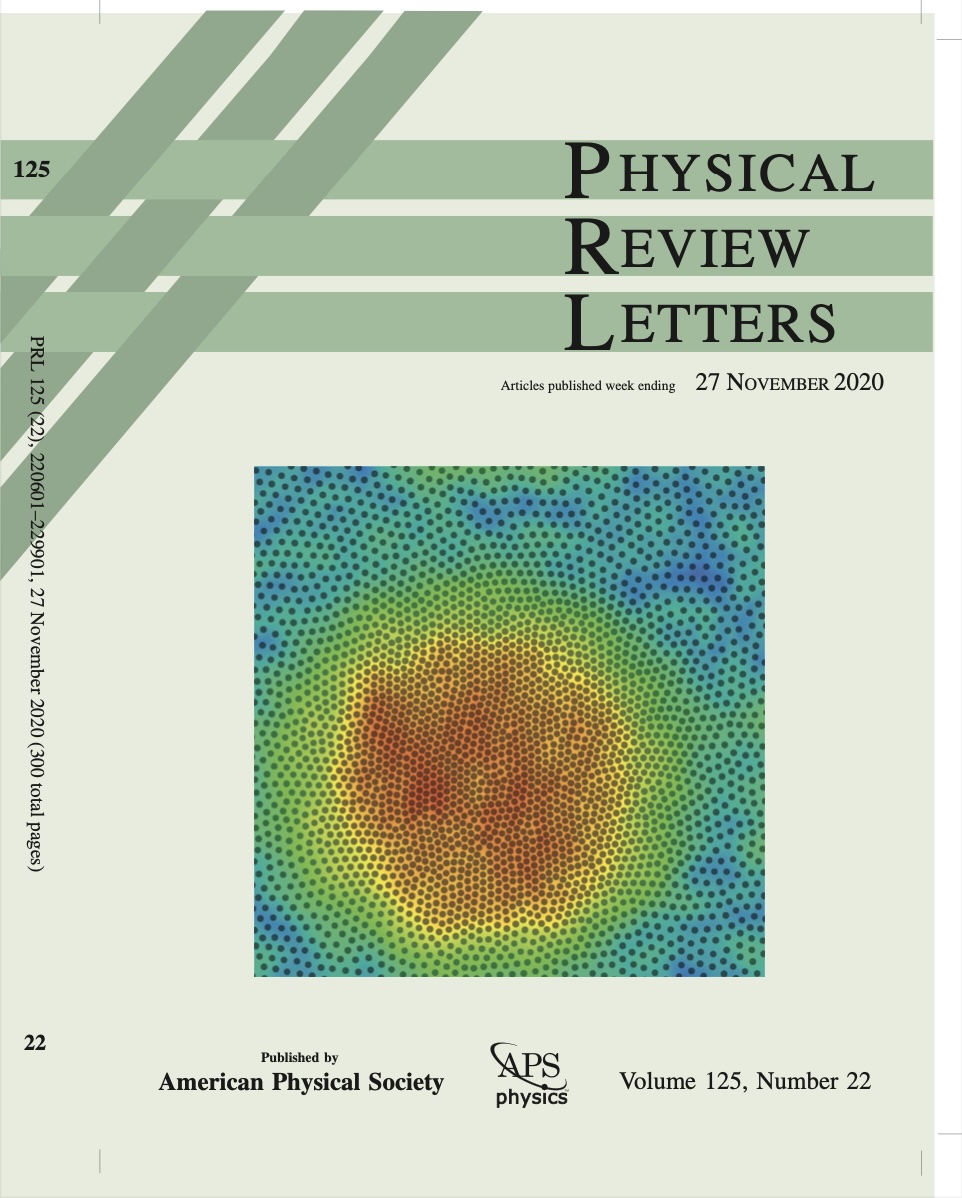 125
PHYSICAL
REVIEW
LETTERS
Articles published week ending 27 NOVEMBER 2020
PRL 125 (22), 220601–229901, 27 November 2020 (300 total pages)
22
Published by
American Physical Society
APS
physics
Volume 125, Number 22